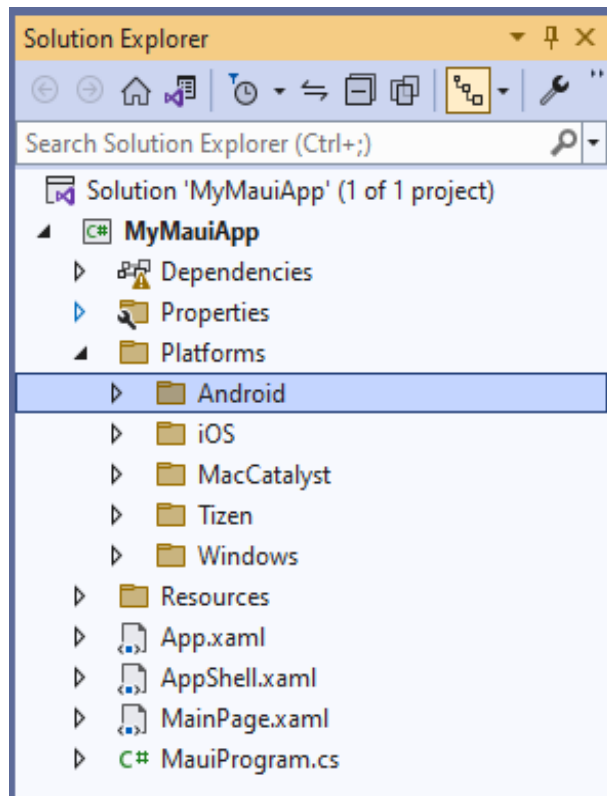 Solution Explorer
Search Solution Explorer (Ctrl+;)
Solution 'MyMauiApp' (1 of 1 project)
C# MyMauiApp
Dependencies
Properties
Platforms
Android
iOS
MacCatalyst
Tizen
Windows
Resources
App.xaml
AppShell.xaml
MainPage.xaml
C# MauiProgram.cs